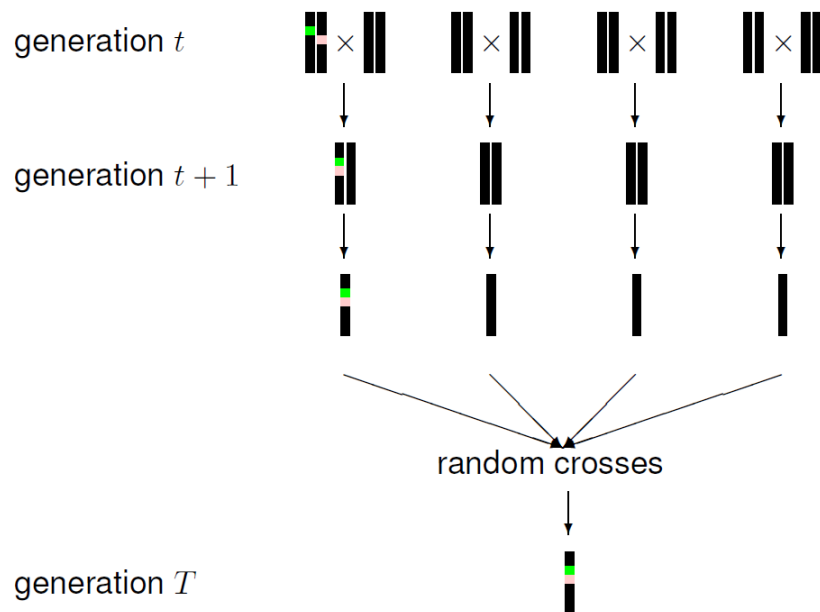 generation t × × × ×
generation t + 1
random crosses
generation T